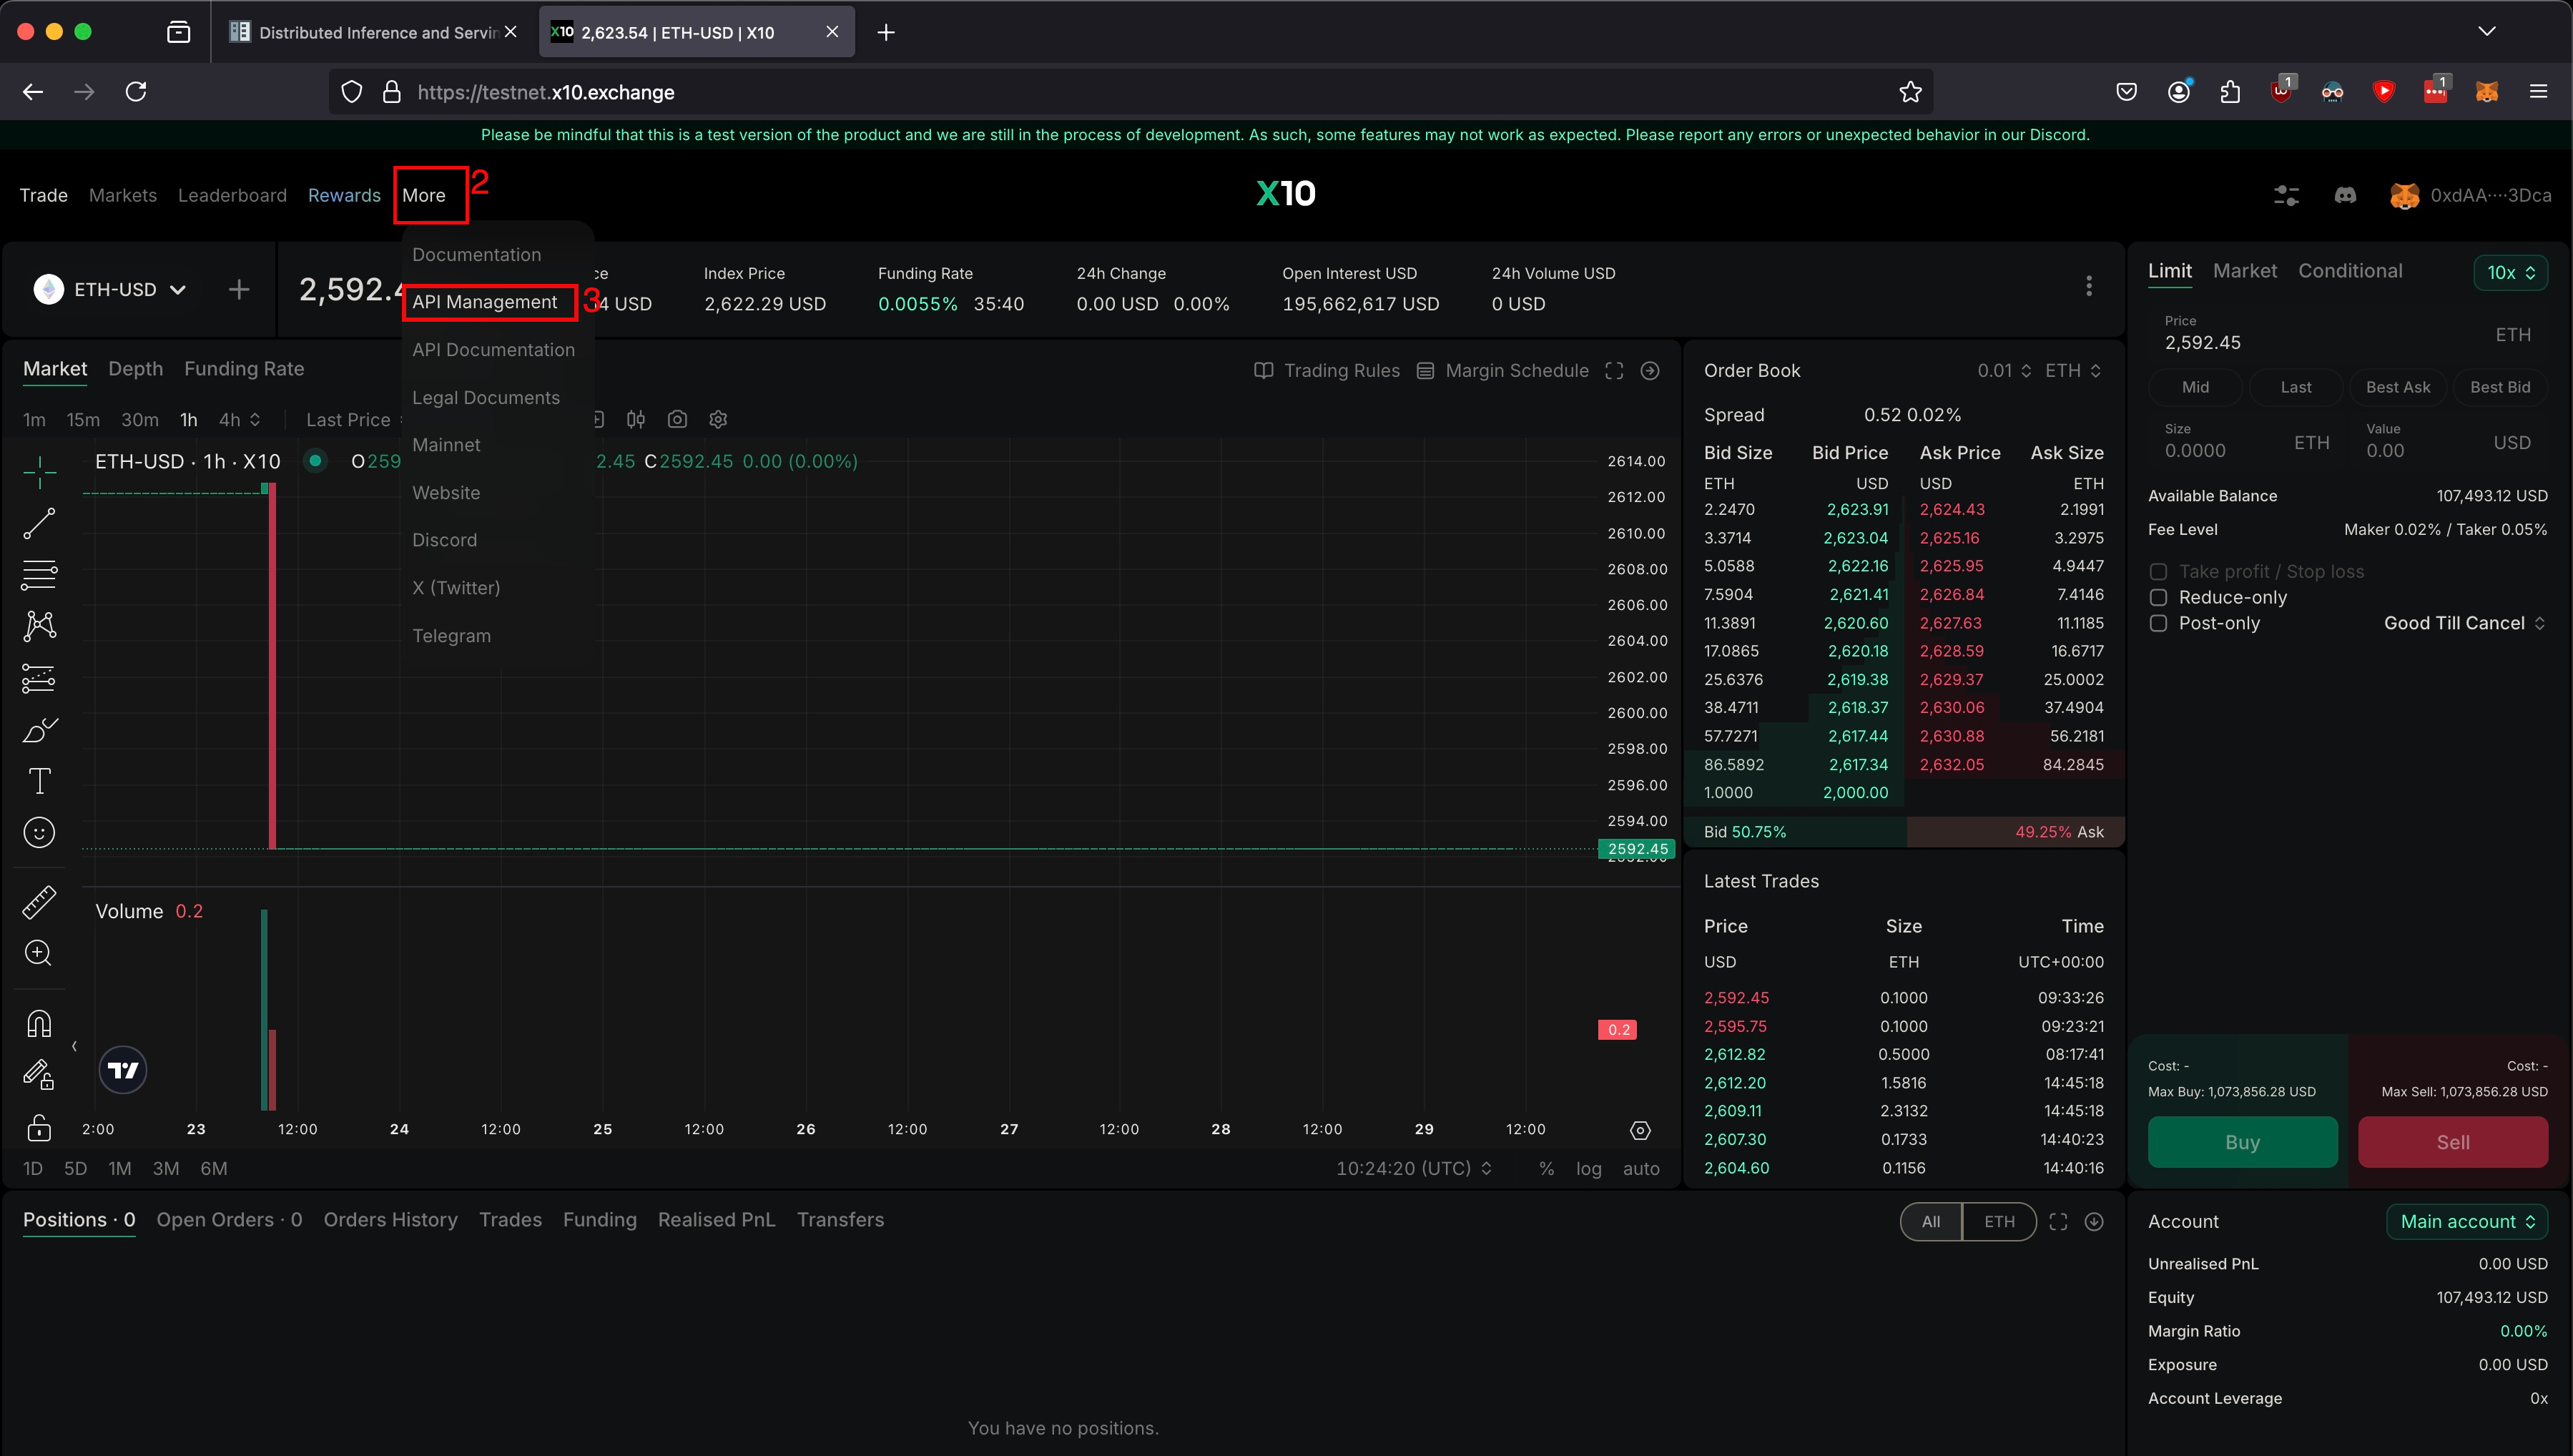 Distributed Inference and Servin
X10 2,623.54 | ETH-USD | X10
https://testnet.x10.exchange
1
1
Please be mindful that this is a test version of the product and we are still in the process of development. As such, some features may not work as expected. Please report any errors or unexpected behavior in our Discord.
Trade Markets Leaderboard Rewards More 2
X10
0xdAA····3Dca
Documentation
API Management 3
API Documentation
Legal Documents
Mainnet
Website
Discord
X (Twitter)
Telegram
ETH-USD
2,592.4
ce
4 USD
Index Price
2,622.29 USD
Funding Rate
0.0055% 35:40
24h Change
0.00 USD 0.00%
Open Interest USD
195,662,617 USD
24h Volume USD
0 USD
Market Depth Funding Rate
Trading Rules Margin Schedule
1m 15m 30m 1h 4h Last Price
ETH-USD · 1h · X10 O259 2.45 C2592.45 0.00 (0.00%)
2614.00
2612.00
2610.00
2608.00
2606.00
2604.00
2602.00
2600.00
2598.00
2596.00
2594.00
2592.45
2592.00
Volume 0.2
0.2
2:00 23 12:00 24 12:00 25 12:00 26 12:00 27 12:00 28 12:00 29 12:00
1D 5D 1M 3M 6M
10:24:20 (UTC) % log auto
Order Book 0.01 ETH
Spread 0.52 0.02%
Bid Size Bid Price Ask Price Ask Size
ETH USD USD ETH
2.2470 2,623.91 2,624.43 2.1991
3.3714 2,623.04 2,625.16 3.2975
5.0588 2,622.16 2,625.95 4.9447
7.5904 2,621.41 2,626.84 7.4146
11.3891 2,620.60 2,627.63 11.1185
17.0865 2,620.18 2,628.59 16.6717
25.6376 2,619.38 2,629.37 25.0002
38.4711 2,618.37 2,630.06 37.4904
57.7271 2,617.44 2,630.88 56.2181
86.5892 2,617.34 2,632.05 84.2845
1.0000 2,000.00
Bid 50.75% 49.25% Ask
Latest Trades
Price Size Time
USD ETH UTC+00:00
2,592.45 0.1000 09:33:26
2,595.75 0.1000 09:23:21
2,612.82 0.5000 08:17:41
2,612.20 1.5816 14:45:18
2,609.11 2.3132 14:45:18
2,607.30 0.1733 14:40:23
2,604.60 0.1156 14:40:16
Limit Market Conditional 10x
Price
2,592.45 ETH
Mid Last Best Ask Best Bid
Size
0.0000 ETH
Value
0.00 USD
Available Balance 107,493.12 USD
Fee Level Maker 0.02% / Taker 0.05%
Take profit / Stop loss
Reduce-only
Post-only Good Till Cancel
Cost: - Cost: -
Max Buy: 1,073,856.28 USD Max Sell: 1,073,856.28 USD
Buy Sell
Positions · 0 Open Orders · 0 Orders History Trades Funding Realised PnL Transfers
All ETH
You have no positions.
Account Main account
Unrealised PnL 0.00 USD
Equity 107,493.12 USD
Margin Ratio 0.00%
Exposure 0.00 USD
Account Leverage 0x